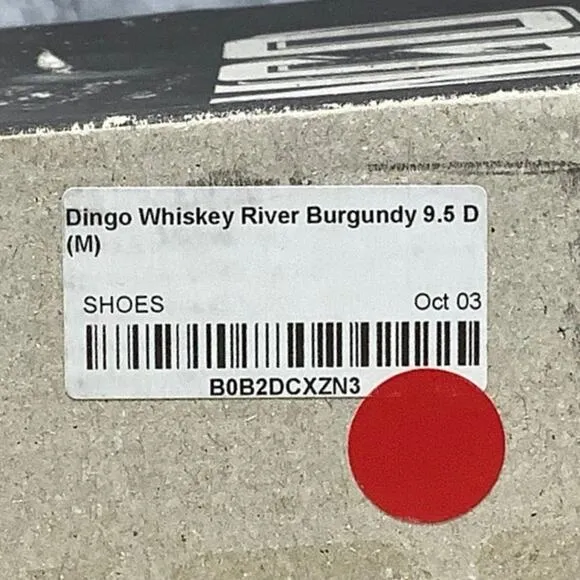 Dingo Whiskey River Burgundy 9.5 D
(M)
SHOES
Oct 03
B0B2DCXZN3